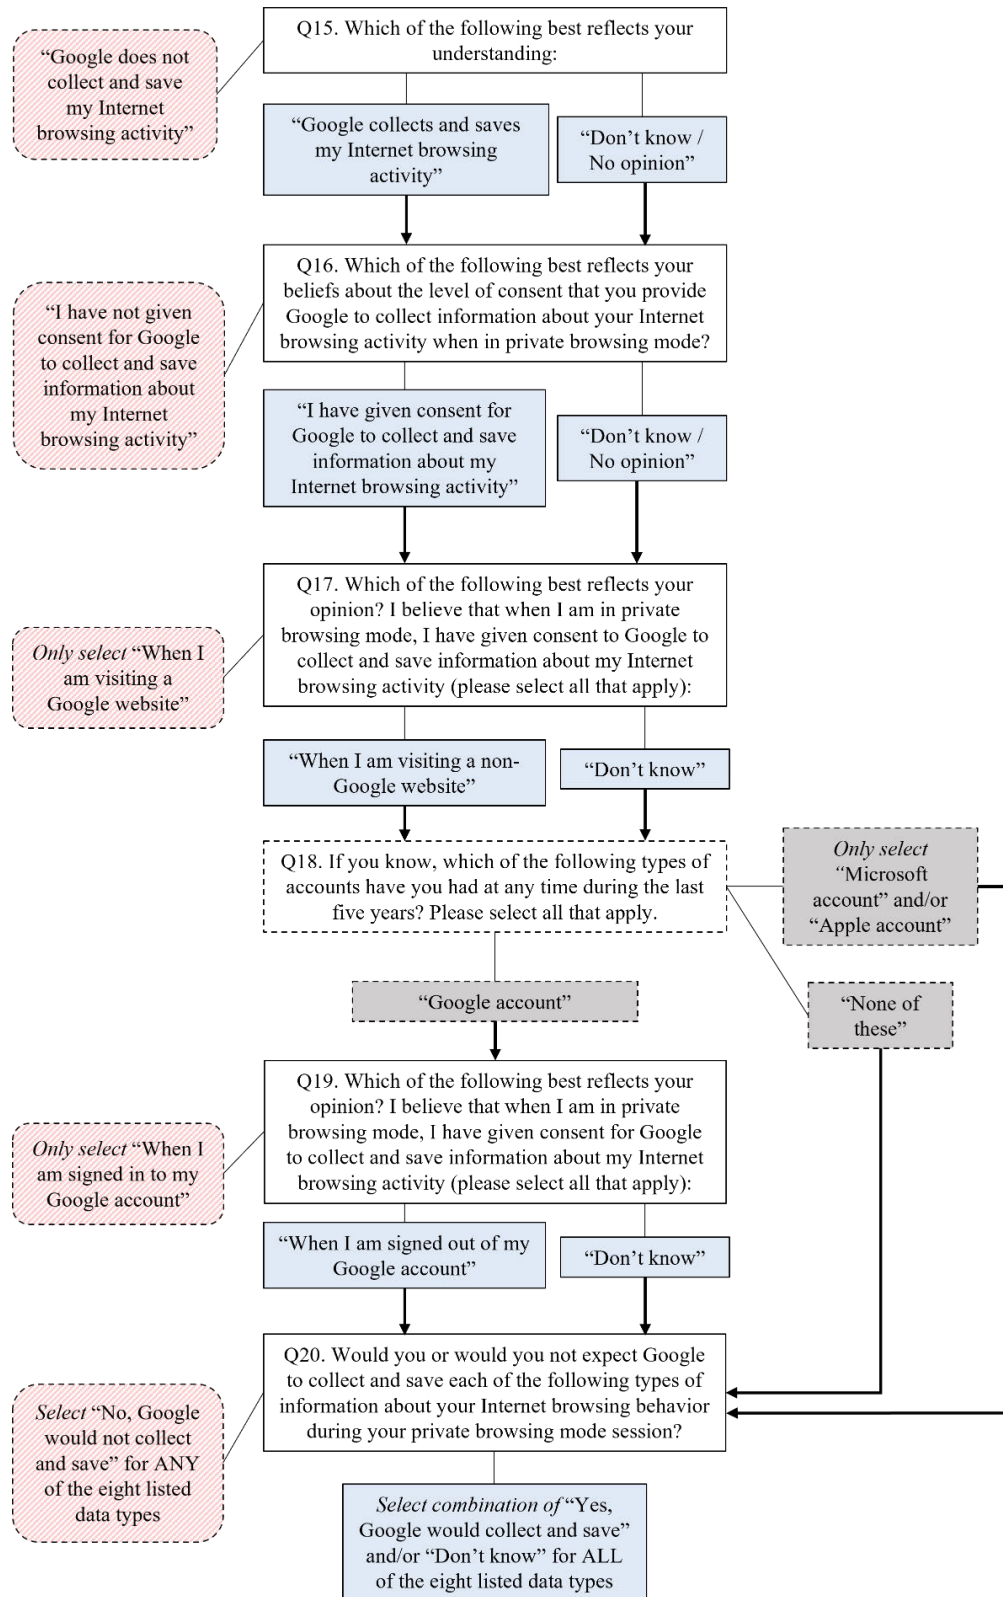 Q15. Which of the following best reflects your
understanding:
“Google does not
collect and save
my Internet
browsing activity”
“Google collects and saves
my Internet browsing
activity”
“Don’t know /
No opinion”
Q16. Which of the following best reflects your
beliefs about the level of consent that you provide
Google to collect information about your Internet
browsing activity when in private browsing mode?
“I have not given
consent for Google
to collect and save
information about
my Internet
browsing activity”
“I have given consent for
Google to collect and save
information about my
Internet browsing activity”
“Don’t know /
No opinion”
Q17. Which of the following best reflects your
opinion? I believe that when I am in private
browsing mode, I have given consent to Google to
collect and save information about my Internet
browsing activity (please select all that apply):
Only select “When I
am visiting a
Google website”
“When I am visiting a non-
Google website”
“Don’t know”
Q18. If you know, which of the following types of
accounts have you had at any time during the last
five years? Please select all that apply.
Only select
“Microsoft
account” and/or
“Apple account”
“Google account”
“None of
these”
Q19. Which of the following best reflects your
opinion? I believe that when I am in private
browsing mode, I have given consent for Google
to collect and save information about my Internet
browsing activity (please select all that apply):
Only select “When I
am signed in to my
Google account”
“When I am signed out of my
Google account”
“Don’t know”
Q20. Would you or would you not expect Google
to collect and save each of the following types of
information about your Internet browsing behavior
during your private browsing mode session?
Select “No, Google
would not collect
and save” for ANY
of the eight listed
data types
Select combination of “Yes,
Google would collect and save”
and/or “Don’t know” for ALL
of the eight listed data types